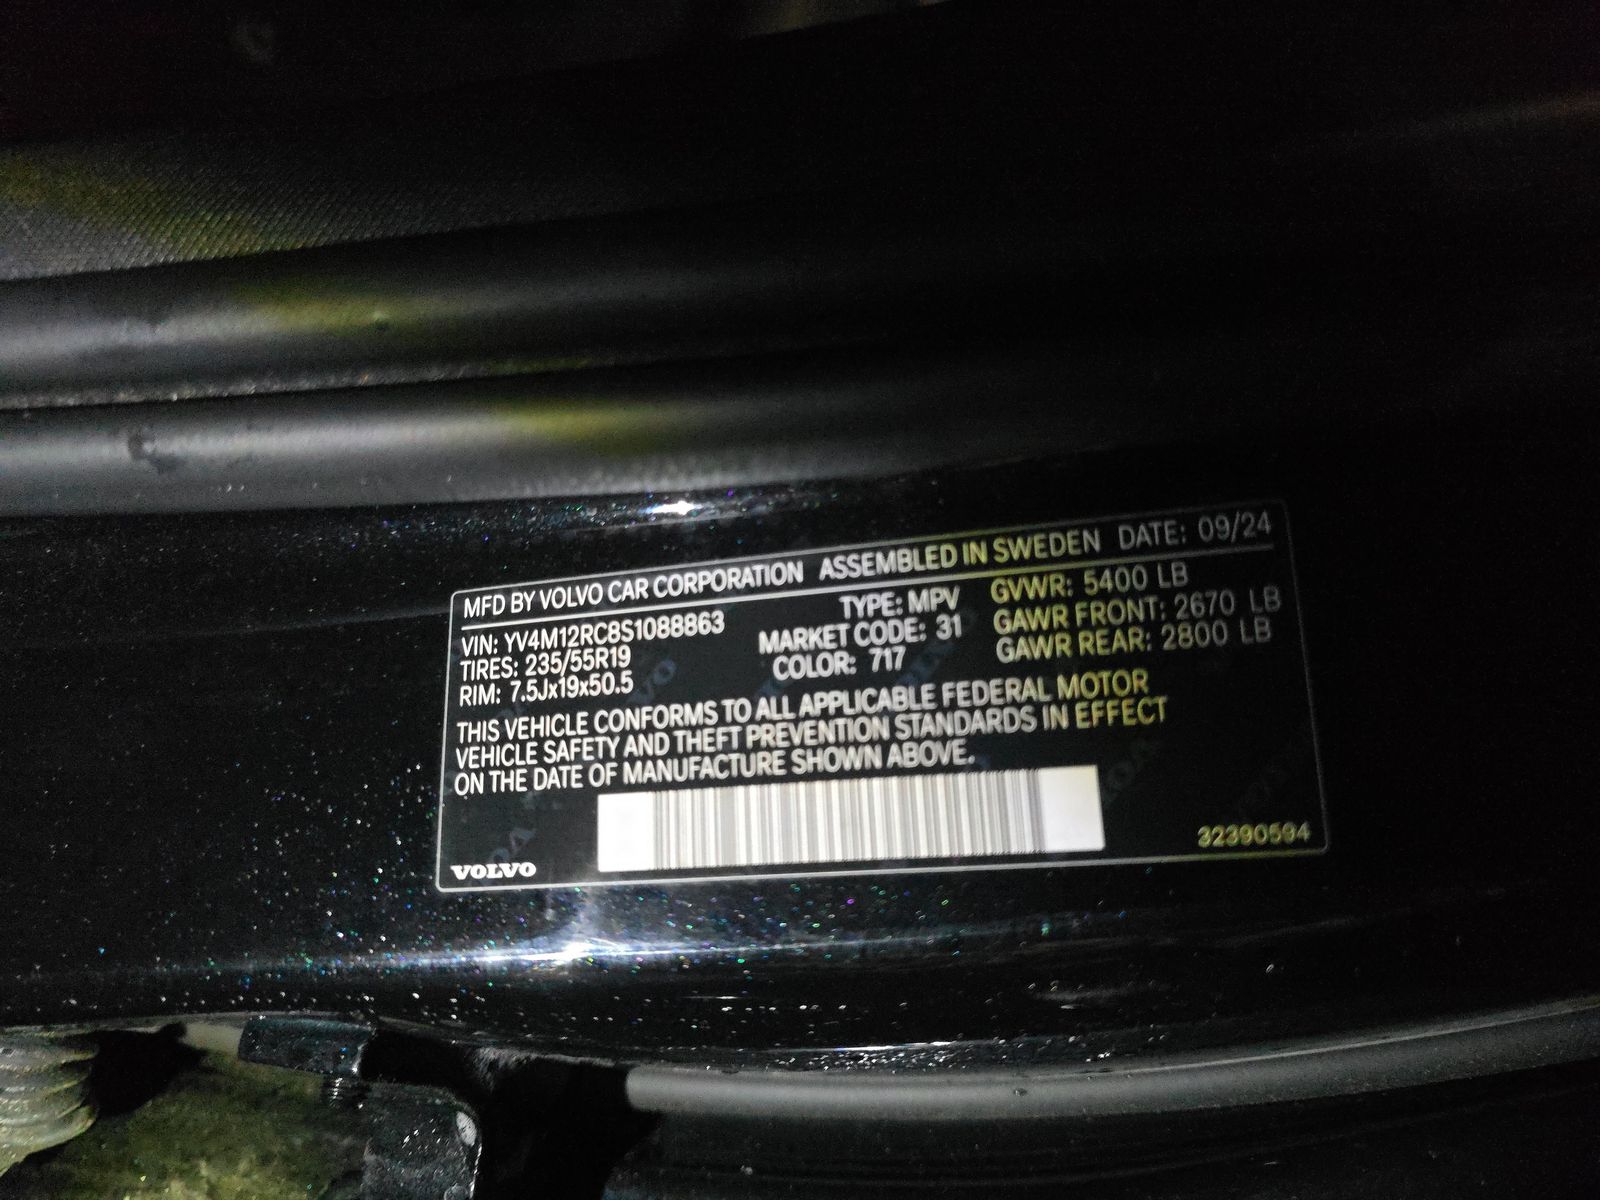 MFD BY VOLVO CAR CORPORATION ASSEMBLED IN SWEDEN DATE: 09/24
VIN: YV4M12RC8S1088863 TYPE: MPV GVWR: 5400 LB
TIRES: 235/55R19 MARKET CODE: 31 GAWR FRONT: 2670 LB
RIM: 7.5Jx19x50.5 COLOR: 717 GAWR REAR: 2800 LB
THIS VEHICLE CONFORMS TO ALL APPLICABLE FEDERAL MOTOR
VEHICLE SAFETY AND THEFT PREVENTION STANDARDS IN EFFECT
ON THE DATE OF MANUFACTURE SHOWN ABOVE.
VOLVO 32390594